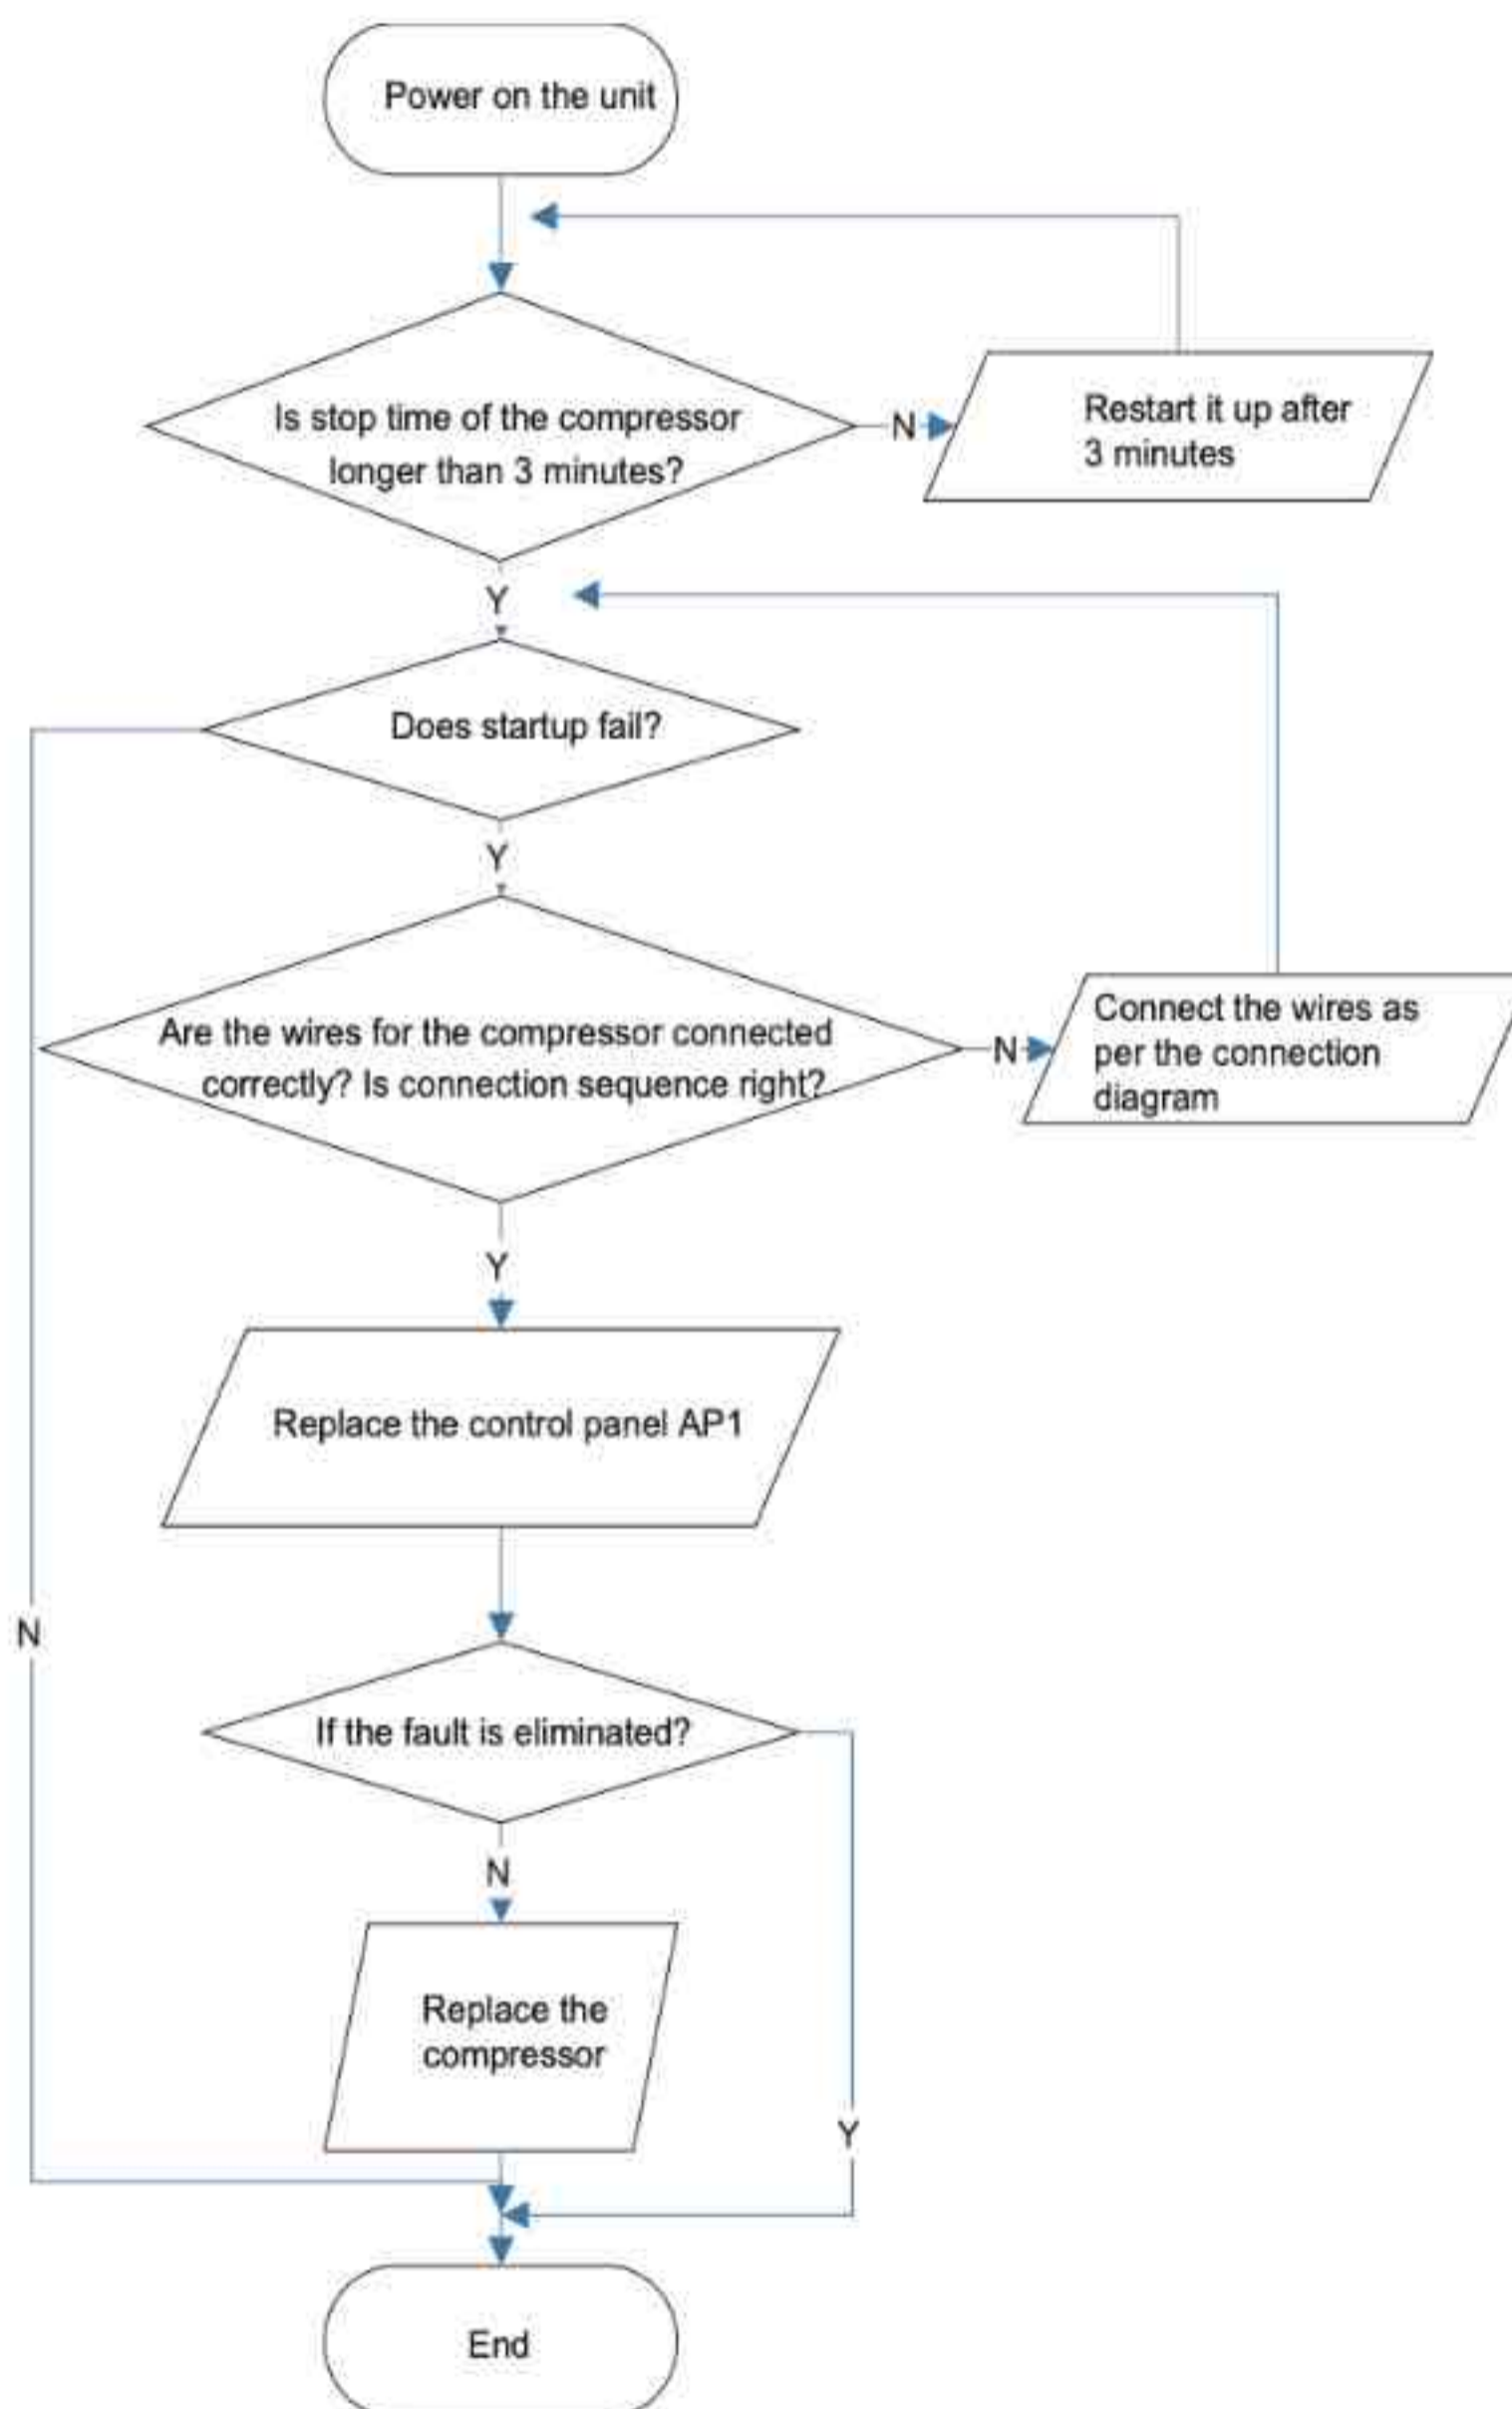 Power on the unit
Is stop time of the compressor
longer than 3 minutes?
N
Restart it up after
3 minutes
Y
Does startup fail?
Y
Are the wires for the compressor connected
correctly? Is connection sequence right?
N
Connect the wires as
per the connection
diagram
Y
Replace the control panel AP1
N
If the fault is eliminated?
N
Replace the
compressor
Y
End